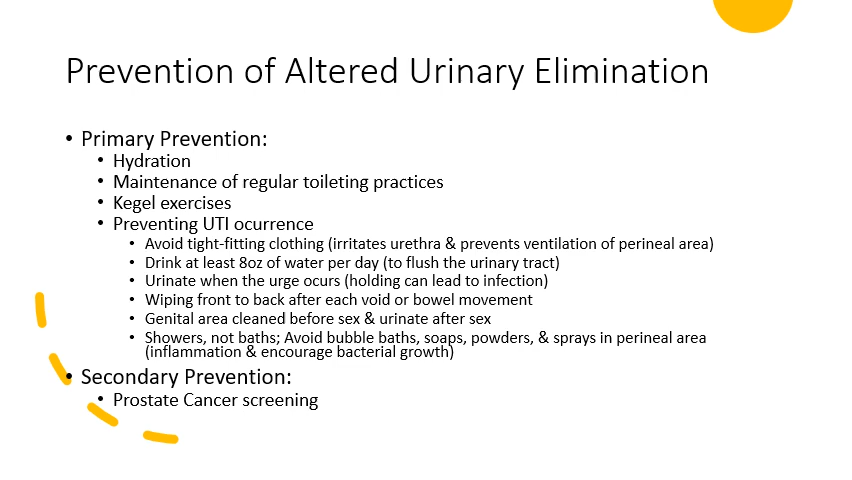 Prevention of Altered Urinary Elimination
• Primary Prevention:
• Hydration
• Maintenance of regular toileting practices
• Kegel exercises
• Preventing UTI ocurrence
• Avoid tight-fitting clothing (irritates urethra & prevents ventilation of perineal area)
• Drink at least 8oz of water per day (to flush the urinary tract)
• Urinate when the urge ocurs (holding can lead to infection)
• Wiping front to back after each void or bowel movement
• Genital area cleaned before sex & urinate after sex
• Showers, not baths; Avoid bubble baths, soaps, powders, & sprays in perineal area
(inflammation & encourage bacterial growth)
• Secondary Prevention:
• Prostate Cancer screening